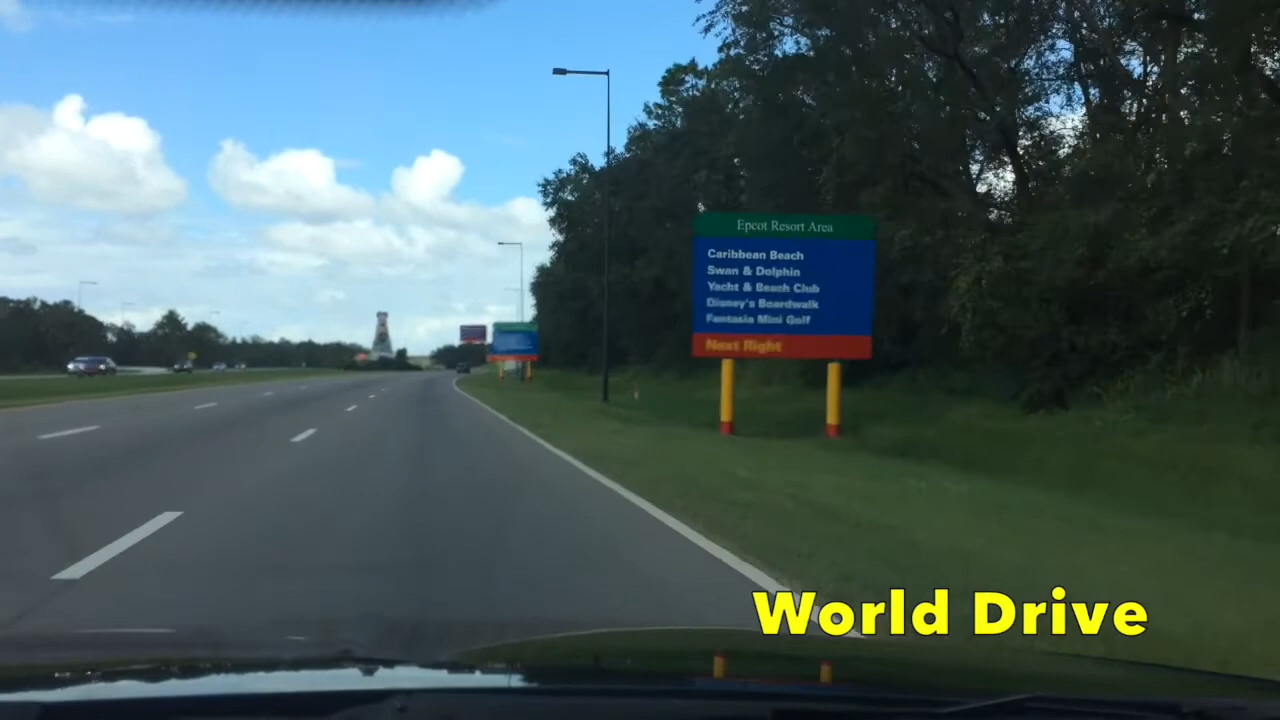 Epcot Resort Area
Caribbean Beach
Swan & Dolphin
Yacht & Beach Club
Disney's Boardwalk
Fantasia Mini Golf
Next Right
World Drive